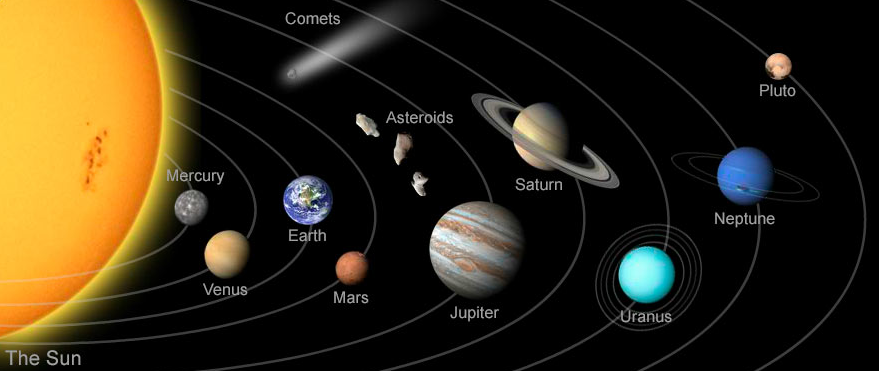 Comets
Pluto
Asteroids
Mercury
Saturn
Neptune
Earth
Venus
Mars
Jupiter
Uranus
The Sun